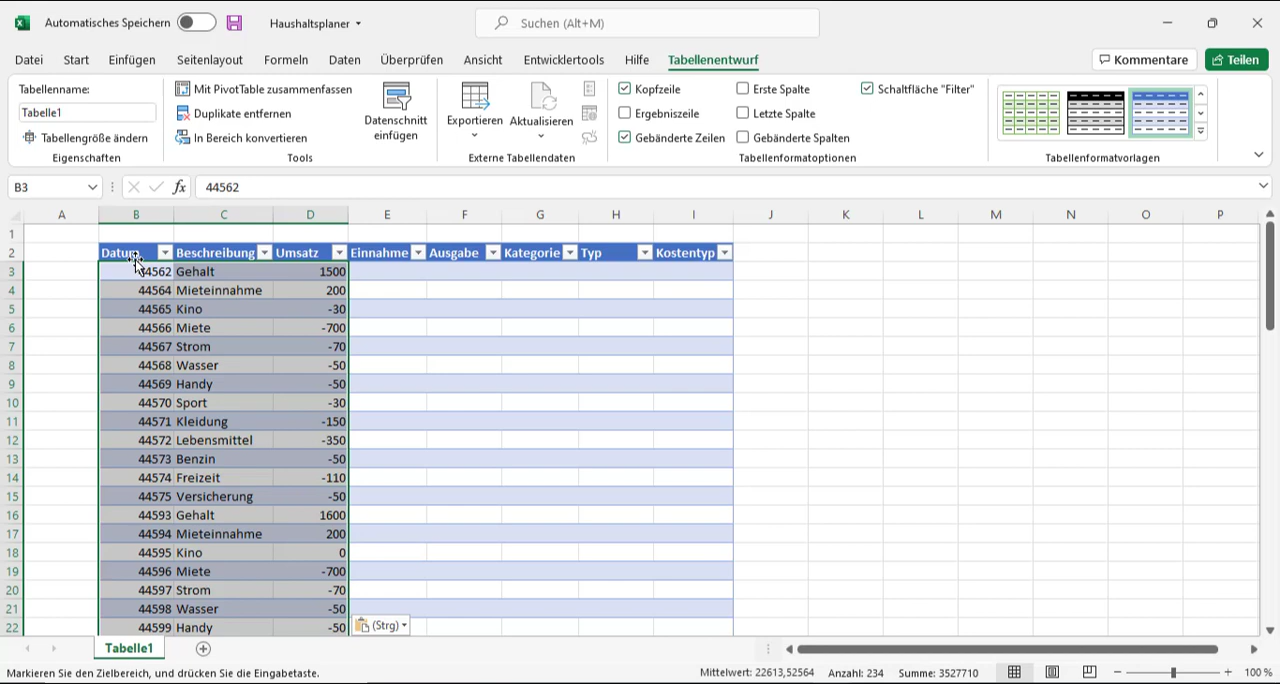 Automatisches Speichern
Haushaltsplaner
Suchen (Alt+M)
Datei Start Einfügen Seitenlayout Formeln Daten Überprüfen Ansicht Entwicklertools Hilfe Tabellenentwurf
Kommentare Teilen
Tabellenname:
Tabelle1
Tabellengröße ändern
Eigenschaften
Mit PivotTable zusammenfassen
Duplikate entfernen
In Bereich konvertieren
Tools
Datenschnitt einfügen
Exportieren Aktualisieren
Externe Tabellendaten
Kopfzeile Erste Spalte Schaltfläche "Filter"
Ergebniszeile Letzte Spalte
Gebänderte Zeilen Gebänderte Spalten
Tabellenformatoptionen
Tabellenformatvorlagen
B3 fx 44562
A B C D E F G H I J K L M N O P
1
2 Datum Beschreibung Umsatz Einnahme Ausgabe Kategorie Typ Kostentyp
3 44562 Gehalt 1500
4 44564 Mieteinnahme 200
5 44565 Kino -30
6 44566 Miete -700
7 44567 Strom -70
8 44568 Wasser -50
9 44569 Handy -50
10 44570 Sport -30
11 44571 Kleidung -150
12 44572 Lebensmittel -350
13 44573 Benzin -50
14 44574 Freizeit -110
15 44575 Versicherung -50
16 44593 Gehalt 1600
17 44594 Mieteinnahme 200
18 44595 Kino 0
19 44596 Miete -700
20 44597 Strom -70
21 44598 Wasser -50
22 44599 Handy -50
(Strg)
Tabelle1
Markieren Sie den Zielbereich, und drücken Sie die Eingabetaste. Mittelwert: 22613,52564 Anzahl: 234 Summe: 3527710 100 %